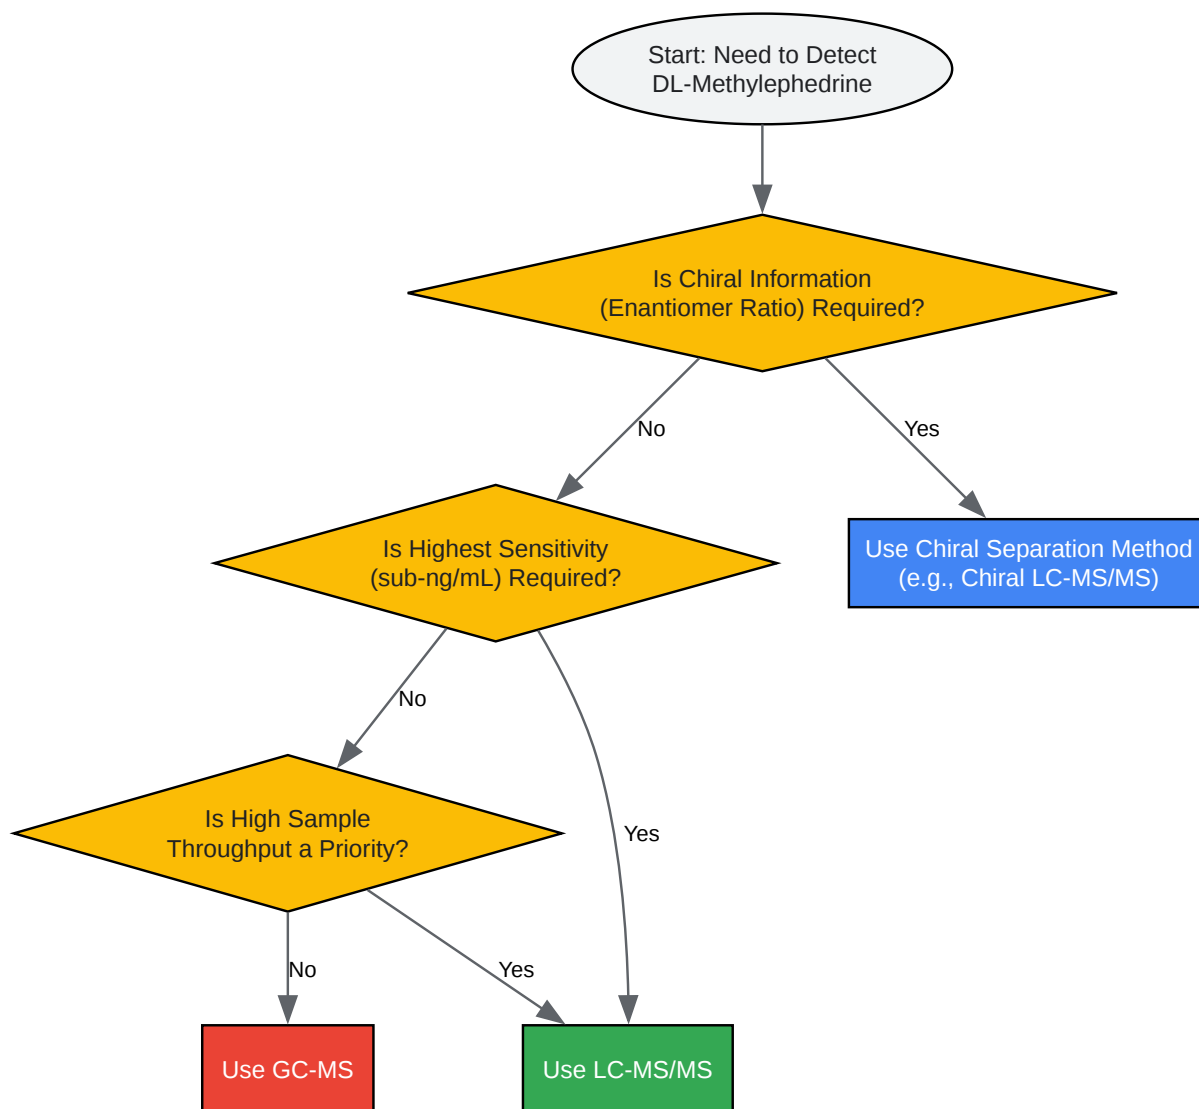 Start: Need to Detect
DL-Methylephedrine
Is Chiral Information
(Enantiomer Ratio) Required?
No
Yes
Is Highest Sensitivity
(sub-ng/mL) Required?
Use Chiral Separation Method
(e.g., Chiral LC-MS/MS)
No
Yes
Is High Sample
Throughput a Priority?
No
Yes
Use GC-MS
Use LC-MS/MS